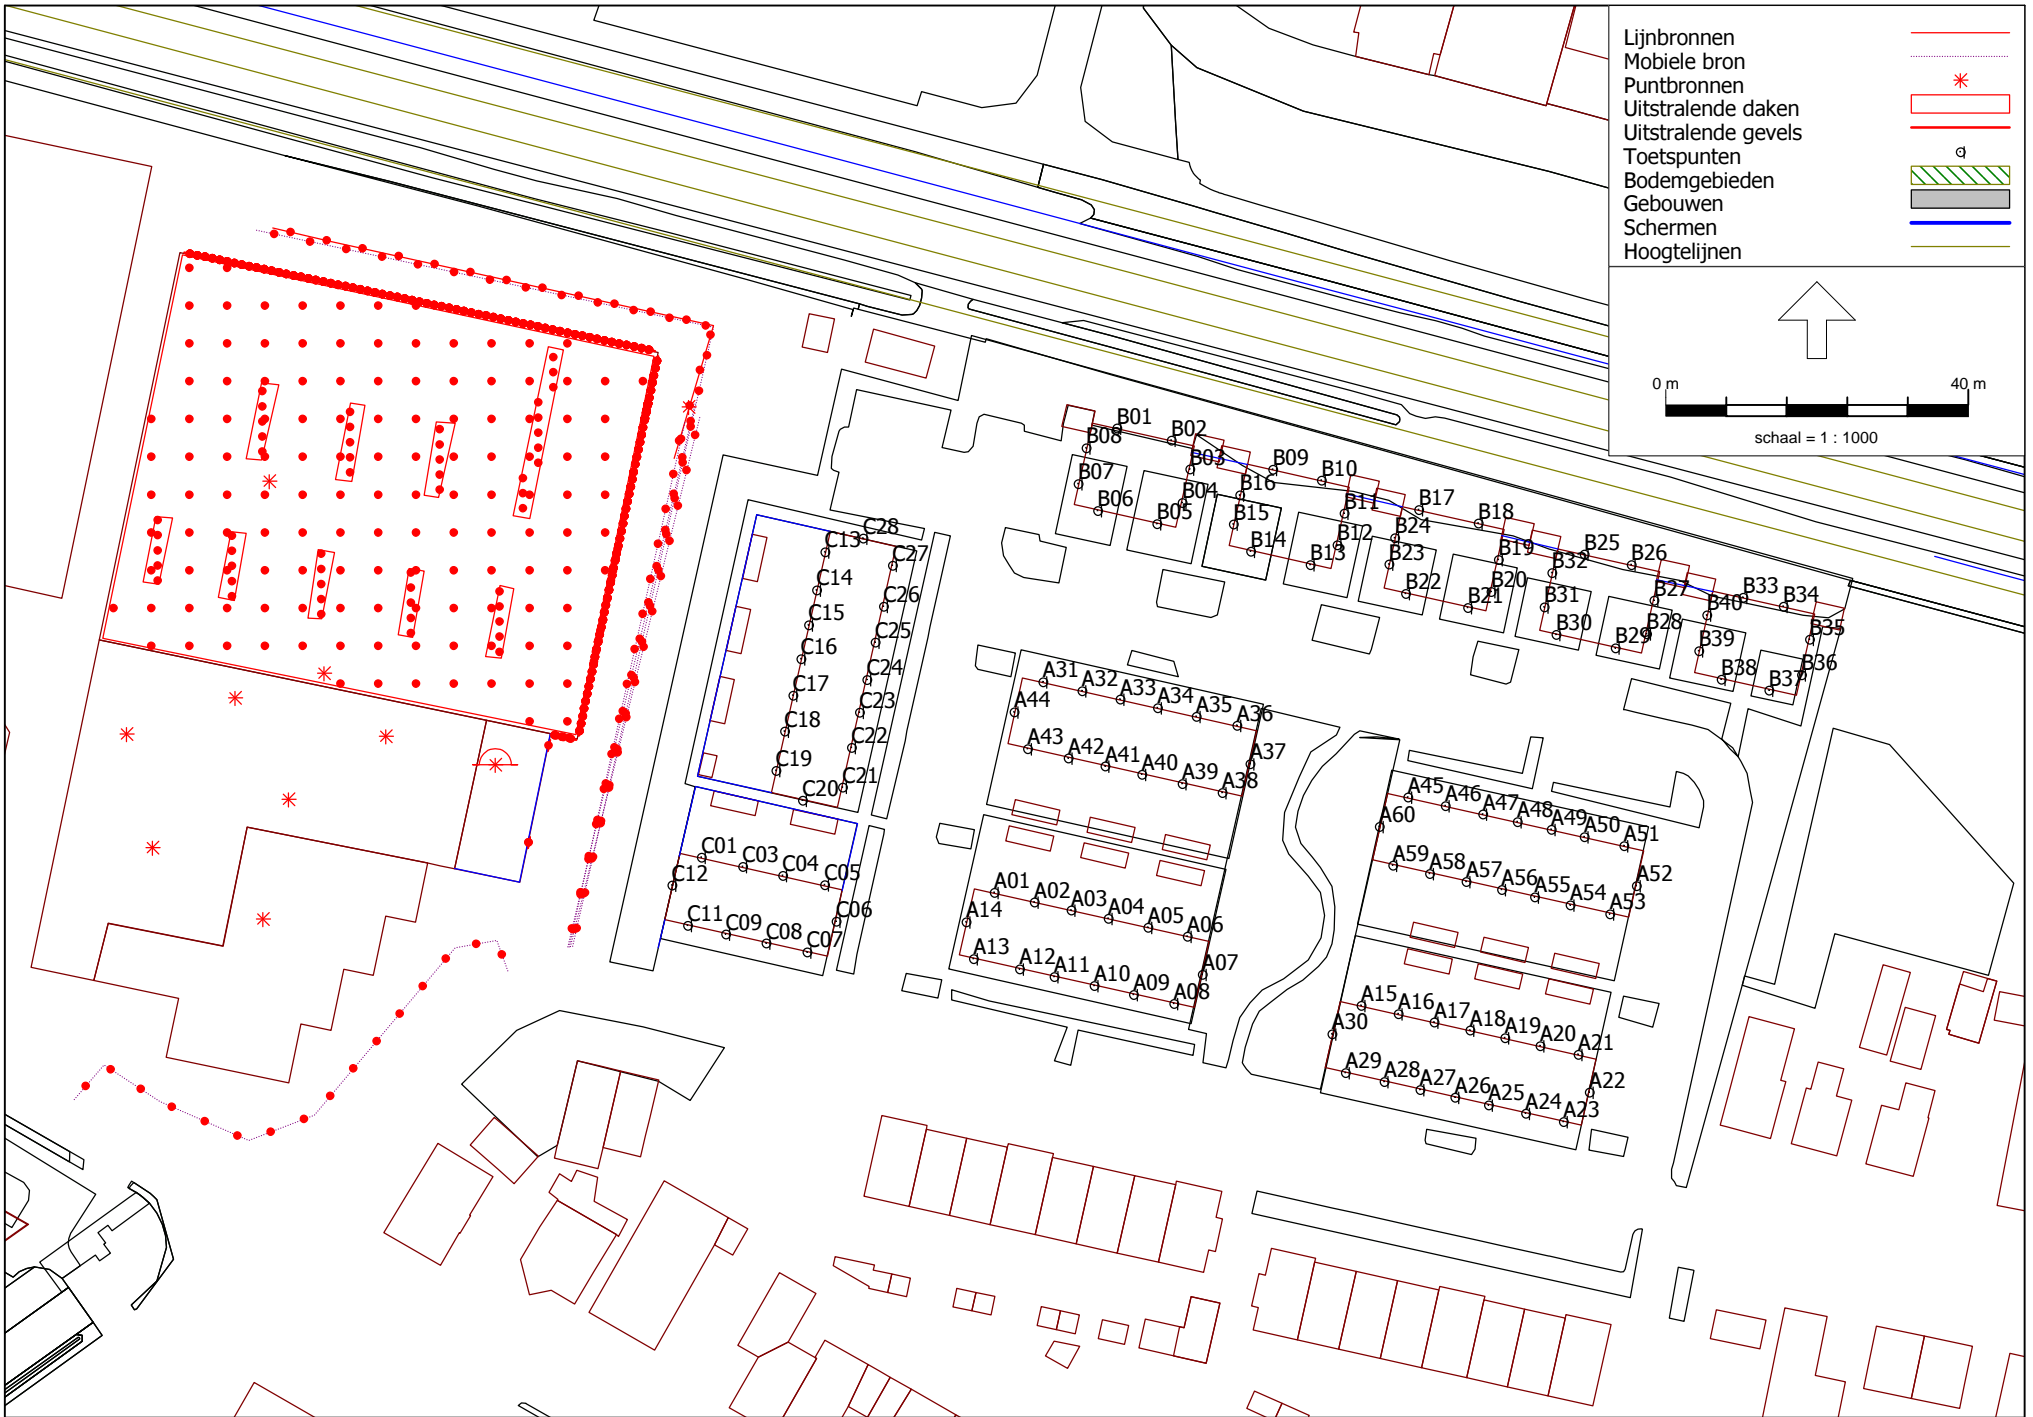 Lijnbronnen
Mobiele bron
Puntbronnen
Uitstralende daken
Uitstralende gevels
Toetspunten
Bodemgebieden
Gebouwen
Schermen
Hoogtelijnen
0 m 40 m
schaal = 1 : 1000
B01
B02
B08
B03
B09
B10
B07
B16
B04
B06
B05
B15
B14
B11
B17
B18
B12
B24
B13
B23
B19
B25
B26
B22
B20
B21
B32
B31
B30
B27
B33
B34
B29
B28
B40
B39
B35
B38
B37
B36
C28
C13
C27
C14
C26
C15
C25
C16
C24
C17
C23
C18
C22
C19
C21
C20
C01
C03
C04
C05
C12
C06
C11
C09
C08
C07
A31
A32
A33
A34
A35
A36
A44
A43
A42
A41
A40
A39
A38
A37
A45
A46
A47
A48
A49
A50
A51
A60
A59
A58
A57
A56
A55
A54
A53
A52
A01
A02
A03
A04
A05
A06
A14
A13
A12
A11
A10
A09
A08
A07
A15
A16
A17
A18
A19
A20
A21
A30
A29
A28
A27
A26
A25
A24
A23
A22